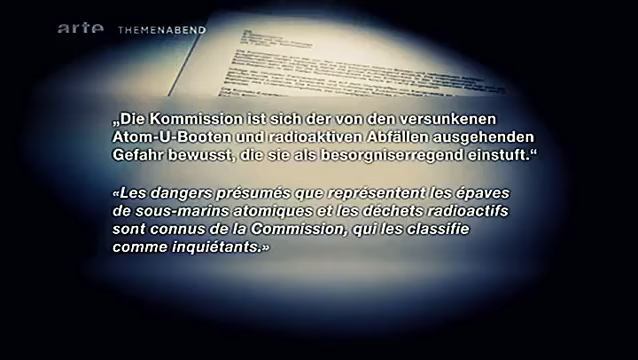 arte THEMENABEND
„Die Kommission ist sich der von den versunkenen
Atom-U-Booten und radioaktiven Abfällen ausgehenden
Gefahr bewusst, die sie als besorgniserregend einstuft.“
«Les dangers présumés que représentent les épaves
de sous-marins atomiques et les déchets radioactifs
sont connus de la Commission, qui les classifie
comme inquiétants.»